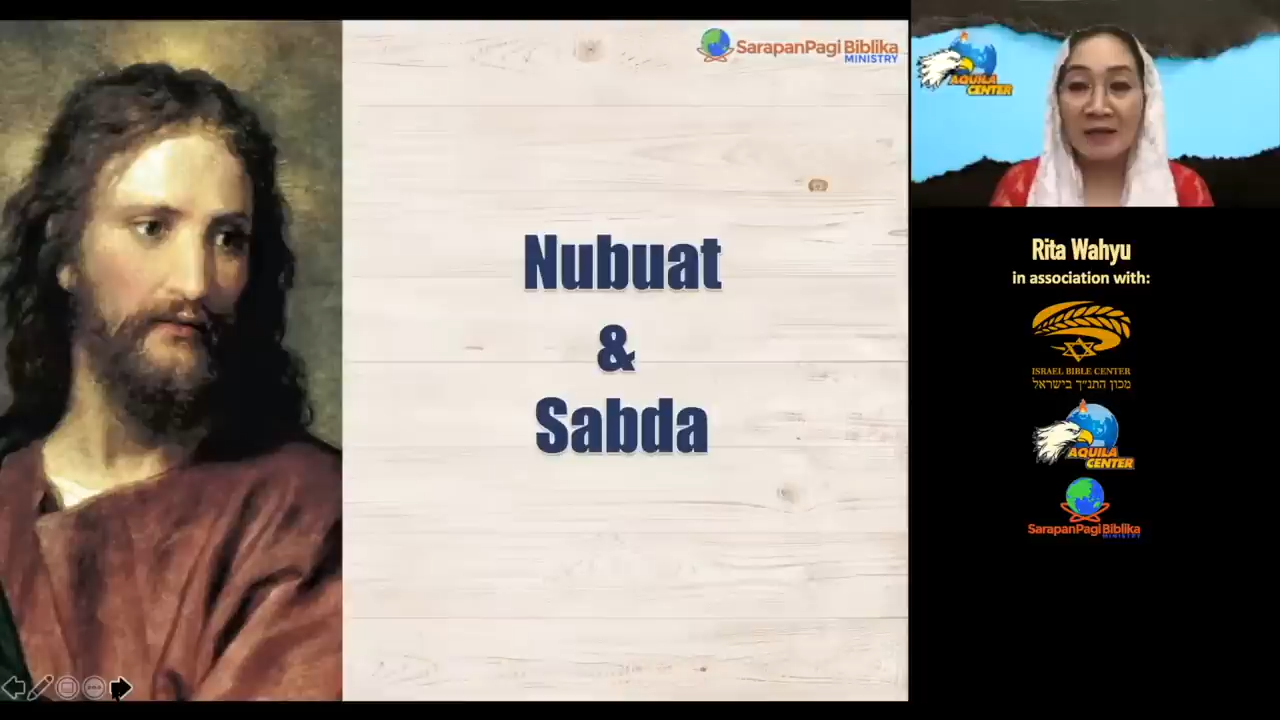 SarapanPagi Biblika
MINISTRY
Nubuat
&
Sabda
AQUILA
CENTER
Rita Wahyu
in association with:
ISRAEL BIBLE CENTER
מכון התנ״ך בישראל
AQUILA
CENTER
SarapanPagi Biblika
MINISTRY